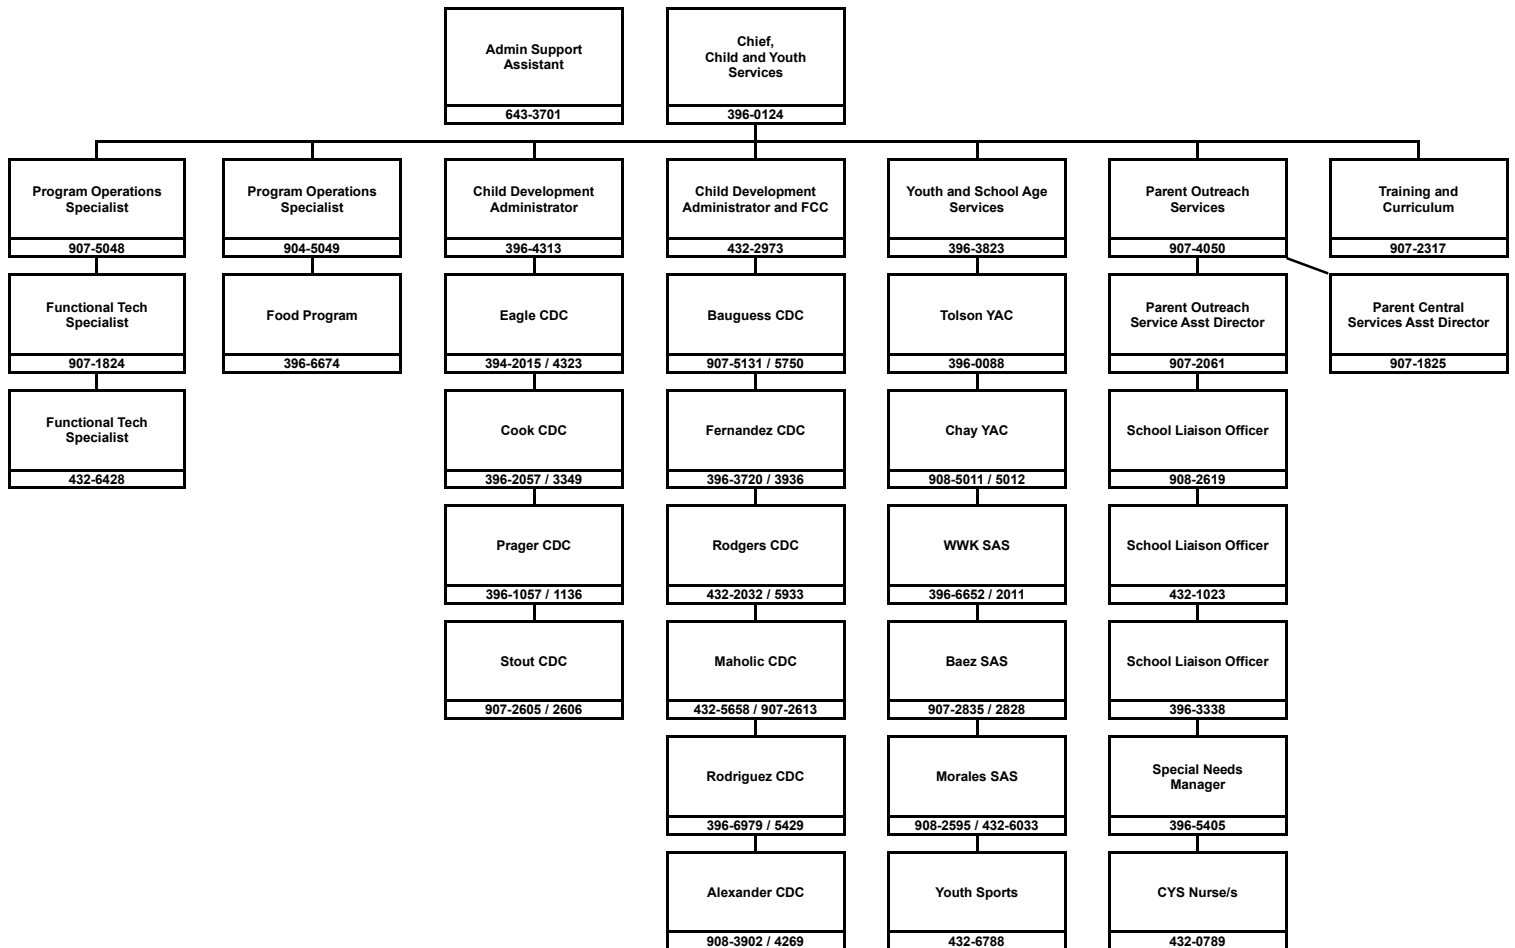 Admin Support
Assistant
643-3701
Chief,
Child and Youth
Services
396-0124
Program Operations
Specialist
907-5048
Program Operations
Specialist
904-5049
Child Development
Administrator
396-4313
Child Development
Administrator and FCC
432-2973
Youth and School Age
Services
396-3823
Parent Outreach
Services
907-4050
Training and
Curriculum
907-2317
Functional Tech
Specialist
907-1824
Food Program
396-6674
Eagle CDC
394-2015 / 4323
Bauguess CDC
907-5131 / 5750
Tolson YAC
396-0088
Parent Outreach
Service Asst Director
907-2061
Parent Central
Services Asst Director
907-1825
Functional Tech
Specialist
432-6428
Cook CDC
396-2057 / 3349
Fernandez CDC
396-3720 / 3936
Chay YAC
908-5011 / 5012
School Liaison Officer
908-2619
Prager CDC
396-1057 / 1136
Rodgers CDC
432-2032 / 5933
WWK SAS
396-6652 / 2011
School Liaison Officer
432-1023
Stout CDC
907-2605 / 2606
Maholic CDC
432-5658 / 907-2613
Baez SAS
907-2835 / 2828
School Liaison Officer
396-3338
Rodriguez CDC
396-6979 / 5429
Morales SAS
908-2595 / 432-6033
Special Needs
Manager
396-5405
Alexander CDC
908-3902 / 4269
Youth Sports
432-6788
CYS Nurse/s
432-0789